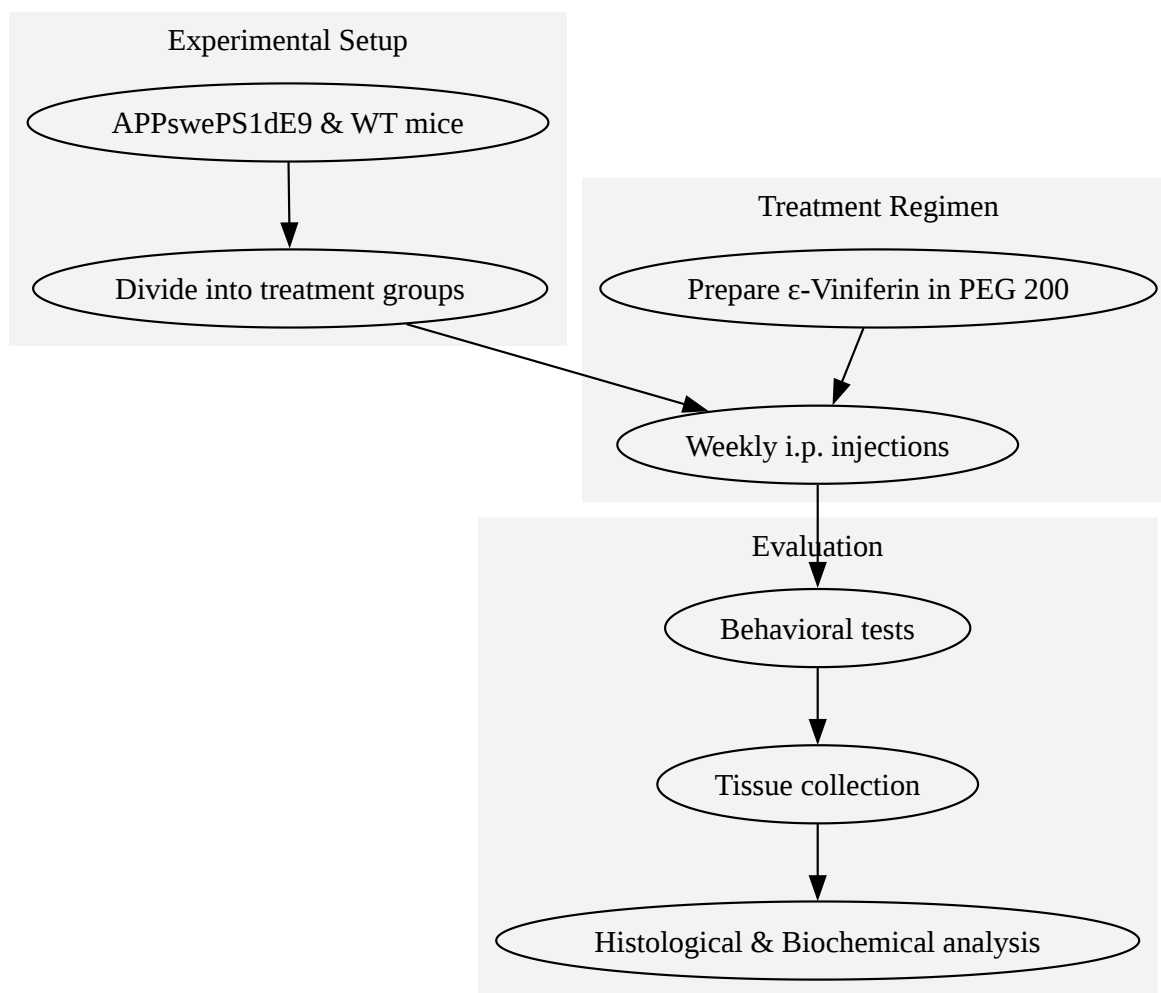 Experimental Setup
APPswePS1dE9 & WT mice
Divide into treatment groups
Treatment Regimen
Prepare ε-Viniferin in PEG 200
Weekly i.p. injections
Evaluation
Behavioral tests
Tissue collection
Histological & Biochemical analysis